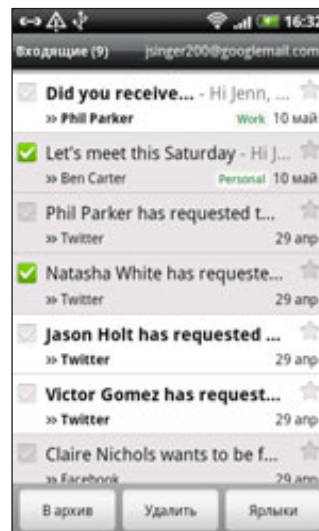 16:32
Входящие (9) jsinger200@googlemail.com
Did you receive... - Hi Jenn, ...
» Phil Parker Work 10 май
Let's meet this Saturday - Hi J...
» Ben Carter Personal 10 май
Phil Parker has requested t...
» Twitter 29 апр
Natasha White has requeste...
» Twitter 29 апр
Jason Holt has requested ...
» Twitter 29 апр
Victor Gomez has request...
» Twitter 29 апр
Claire Nichols wants to be f...
» Facebook 29 апр
В архив Удалить Ярлыки